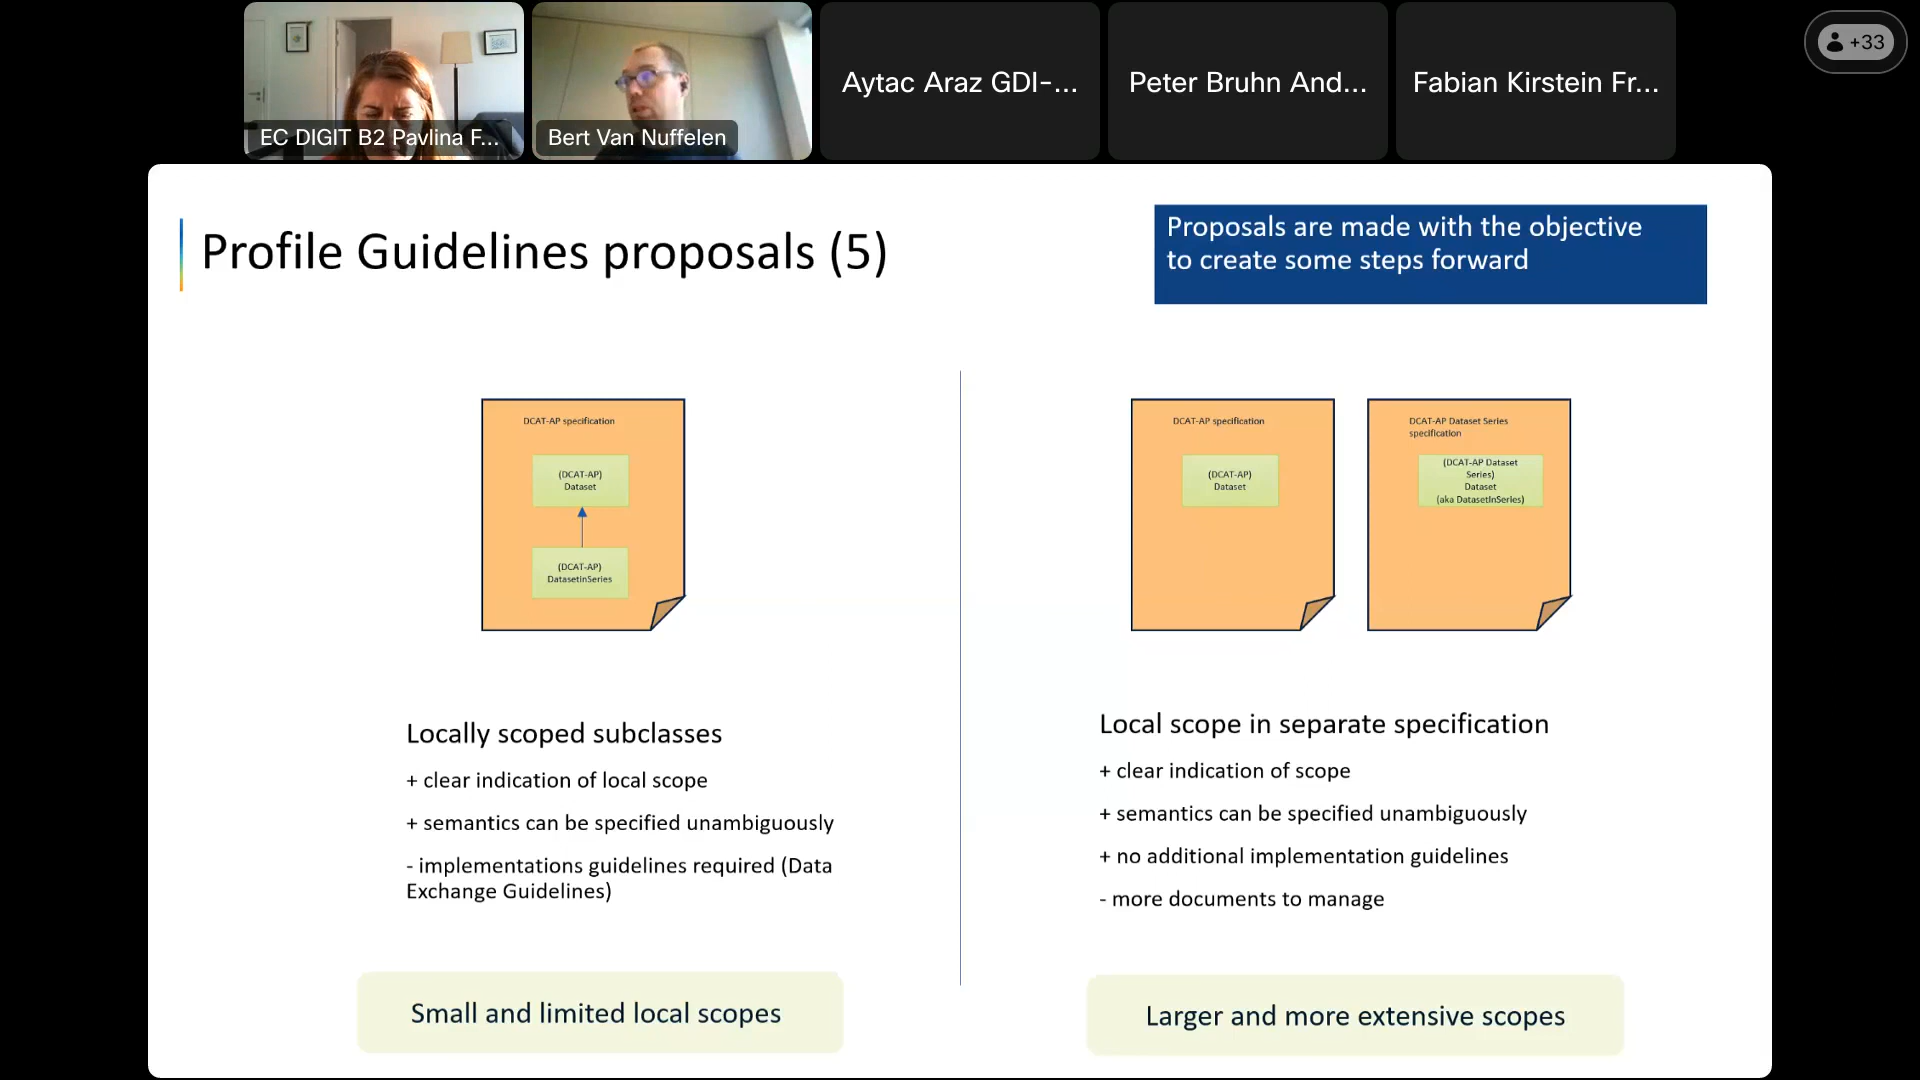 EC DIGIT B2 Pavlina F...
Bert Van Nuffelen
Aytac Araz GDI-...
Peter Bruhn And...
Fabian Kirstein Fr...
+33
Profile Guidelines proposals (5)
Proposals are made with the objective
to create some steps forward
DCAT-AP specification
(DCAT-AP)
Dataset
(DCAT-AP)
DatasetInSeries
DCAT-AP specification
(DCAT-AP)
Dataset
DCAT-AP Dataset Series
specification
(DCAT-AP Dataset
Series)
Dataset
(aka DatasetInSeries)
Locally scoped subclasses
+ clear indication of local scope
+ semantics can be specified unambiguously
- implementations guidelines required (Data
Exchange Guidelines)
Small and limited local scopes
Local scope in separate specification
+ clear indication of scope
+ semantics can be specified unambiguously
+ no additional implementation guidelines
- more documents to manage
Larger and more extensive scopes